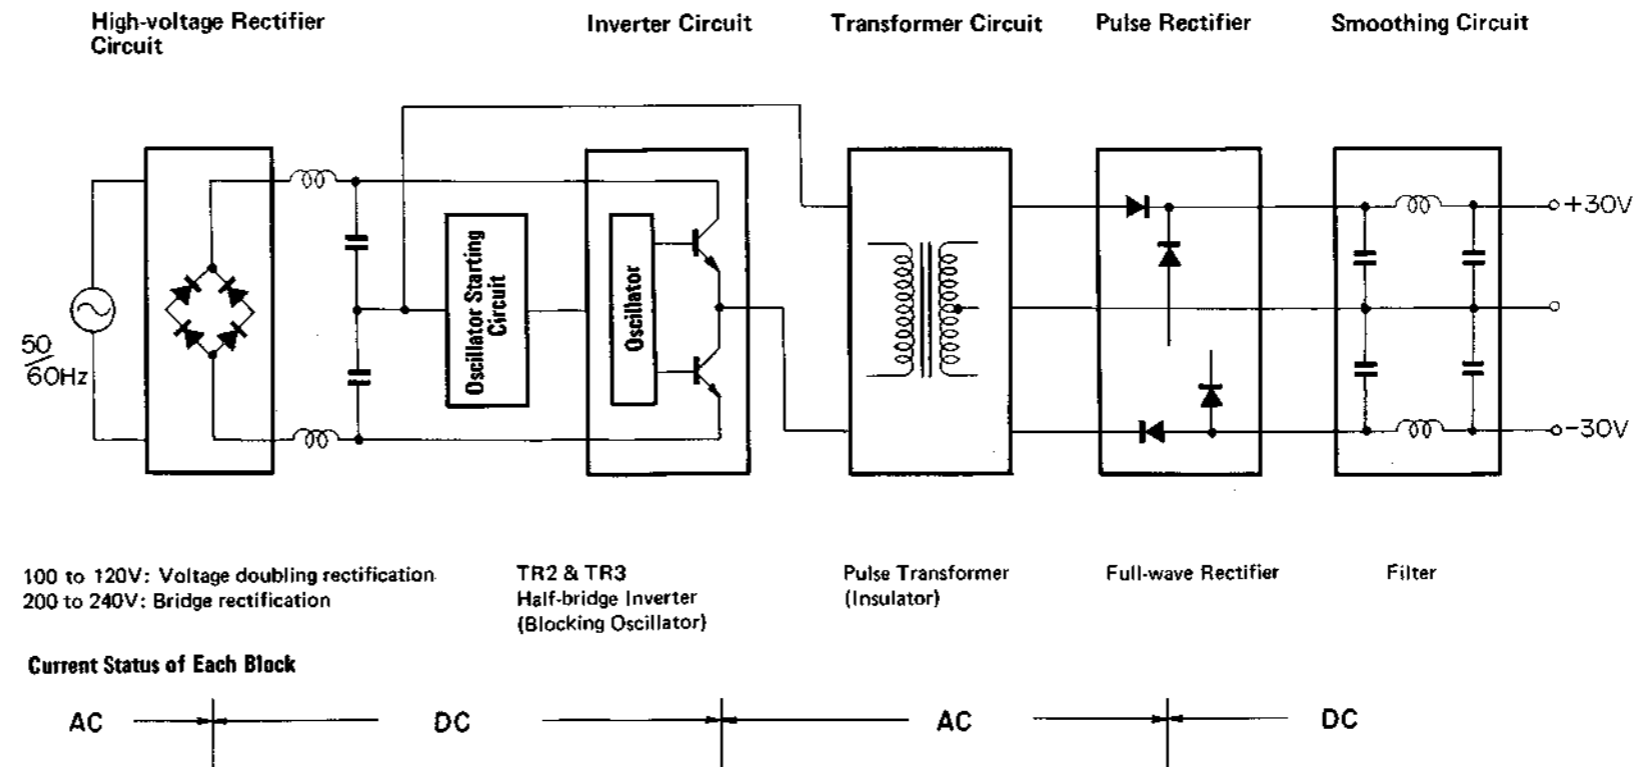 High-voltage Rectifier
Circuit
Inverter Circuit
Transformer Circuit
Pulse Rectifier
Smoothing Circuit
50
/
60Hz
Oscillator Starting
Circuit
Oscillator
+30V
-30V
100 to 120V: Voltage doubling rectification
200 to 240V: Bridge rectification
TR2 & TR3
Half-bridge Inverter
(Blocking Oscillator)
Pulse Transformer
(Insulator)
Full-wave Rectifier
Filter
Current Status of Each Block
AC
DC
AC
DC